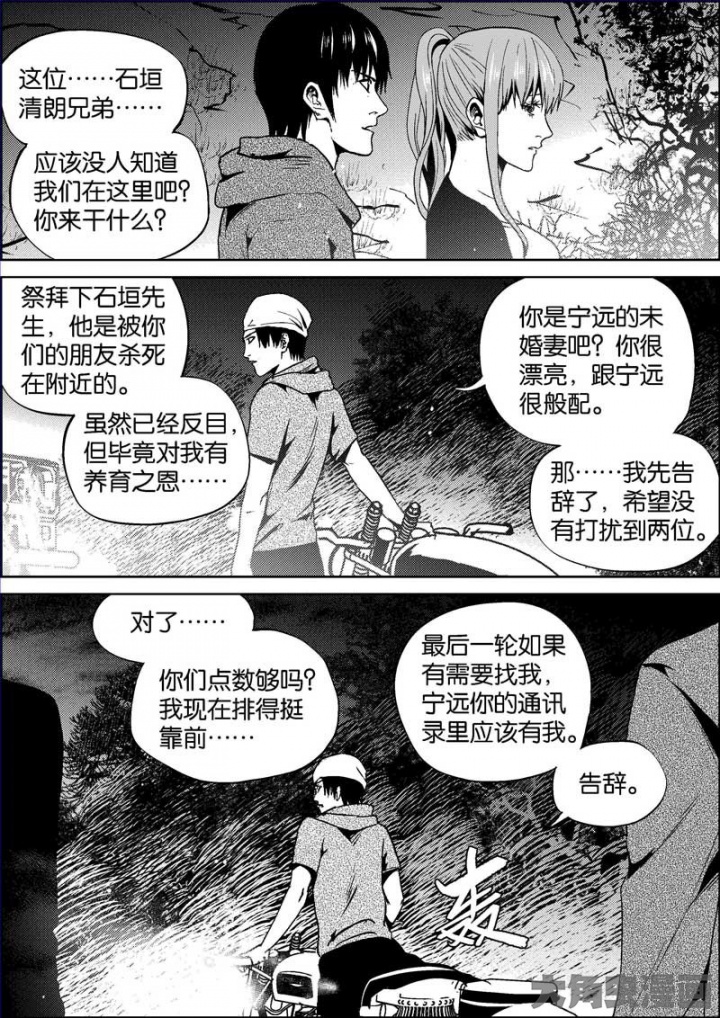 这位……石垣
清朗兄弟……
应该没人知道
我们在这里吧？
你来干什么？
祭拜下石垣先
生，他是被你
们的朋友杀死
在附近的。
虽然已经反目，
但毕竟对我有
养育之恩……
你是宁远的未
婚妻吧？你很
漂亮，跟宁远
很般配。
那……我先告
辞了，希望没
有打扰到两位。
对了……
你们点数够吗？
我现在排得挺
靠前……
最后一轮如果
有需要找我，
宁远你的通讯
录里应该有我。
告辞。
轰
六角虫漫画